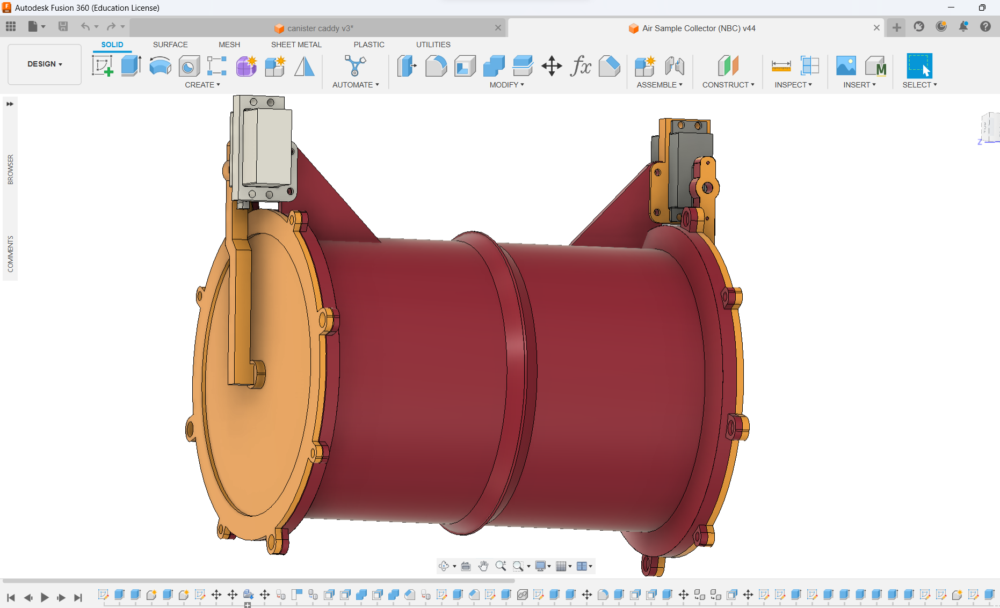 Autodesk Fusion 360 (Education License)
canister caddy v3*
Air Sample Collector (NBC) v44
SOLID SURFACE MESH SHEET METAL PLASTIC UTILITIES
DESIGN
CREATE AUTOMATE MODIFY ASSEMBLE CONSTRUCT INSPECT INSERT SELECT
BROWSER
COMMENTS
Z